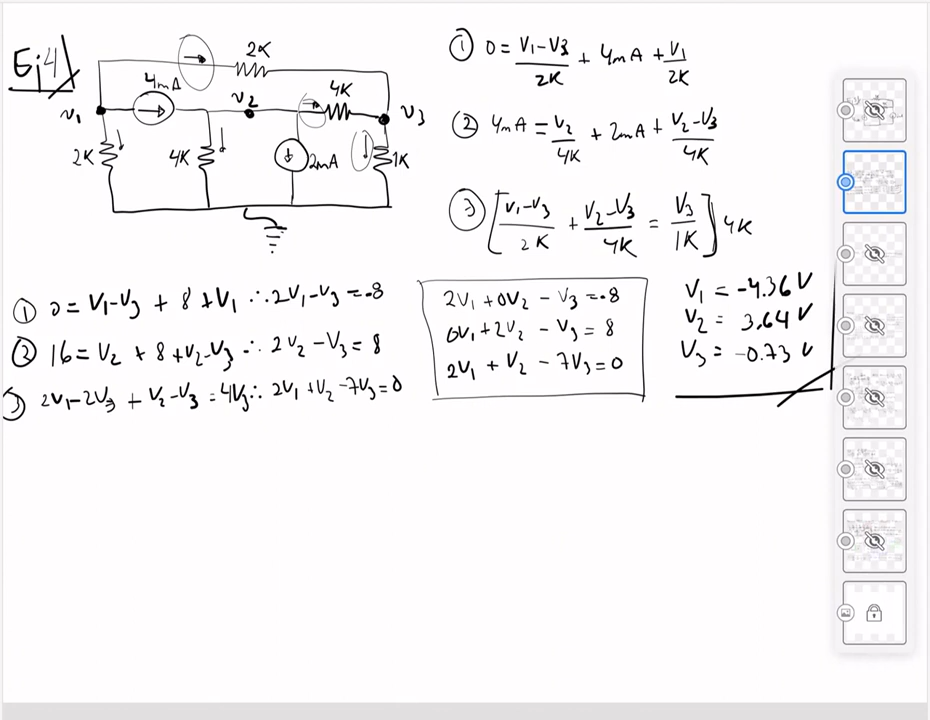 Ej4
2K
4mA
V2
4K
V1
V3
2K
4K
2mA
1K
① 0 = V1-V3/2K + 4mA + V1/2K
② 4mA = V2/4K + 2mA + V2-V3/4K
③ [V1-V3/2K + V2-V3/4K = V3/1K] 4K
① 0 = V1-V3 + 8 + V1 ∴ 2V1-V3 = -8
② 16 = V2 + 8 + V2-V3 ∴ 2V2-V3 = 8
③ 2V1-2V3 + V2-V3 = 4V3 ∴ 2V1+V2-7V3=0
2V1 + 0V2 - V3 = -8
0V1 + 2V2 - V3 = 8
2V1 + V2 - 7V3 = 0
V1 = -4.36 V
V2 = 3.64 V
V3 = -0.73 V